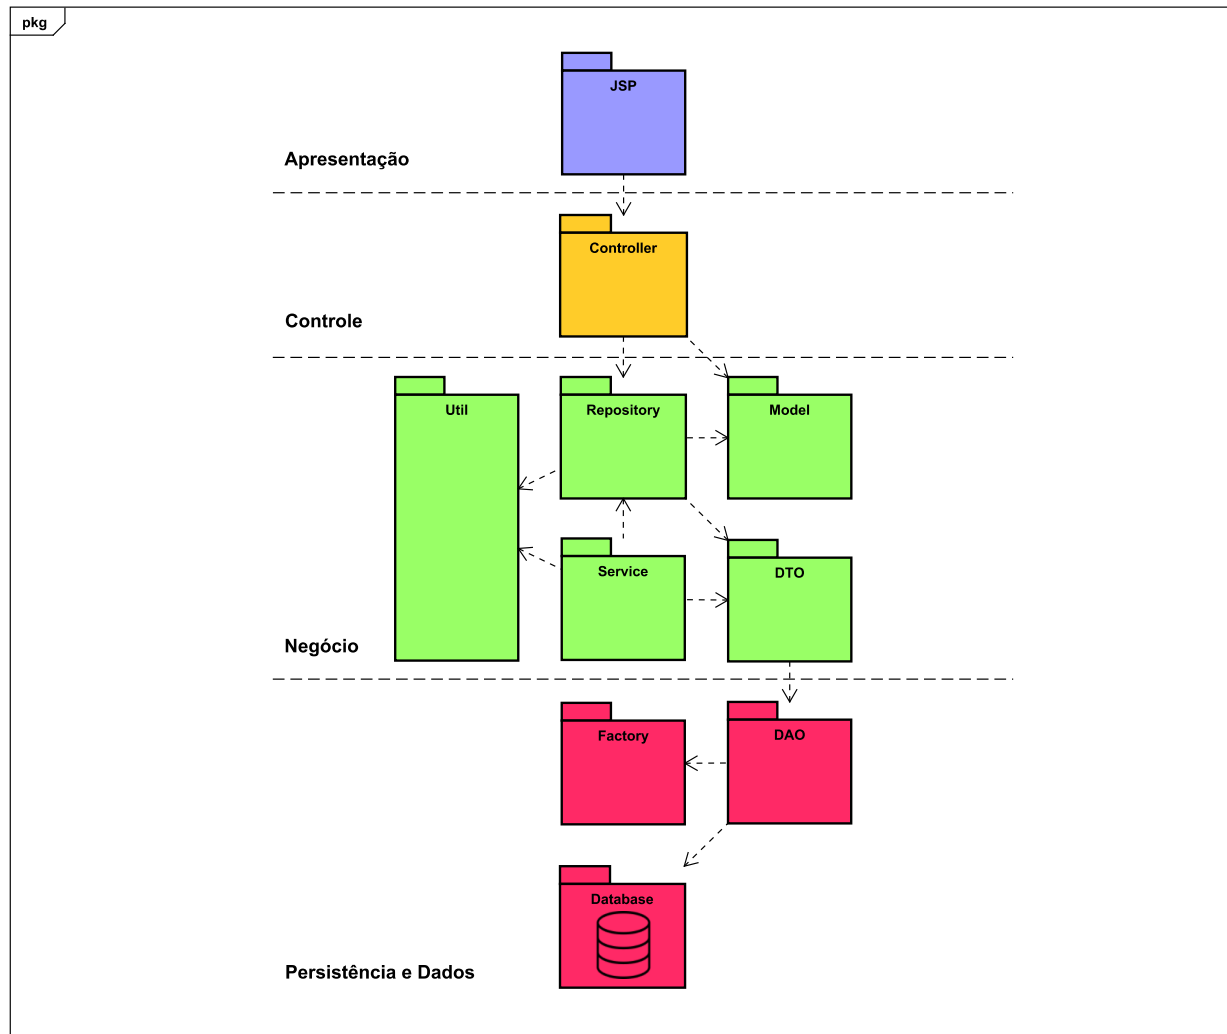 pkg
JSP
Apresentação
Controller
Controle
Util
Repository
Model
Service
DTO
Negócio
Factory
DAO
Database
Persistência e Dados